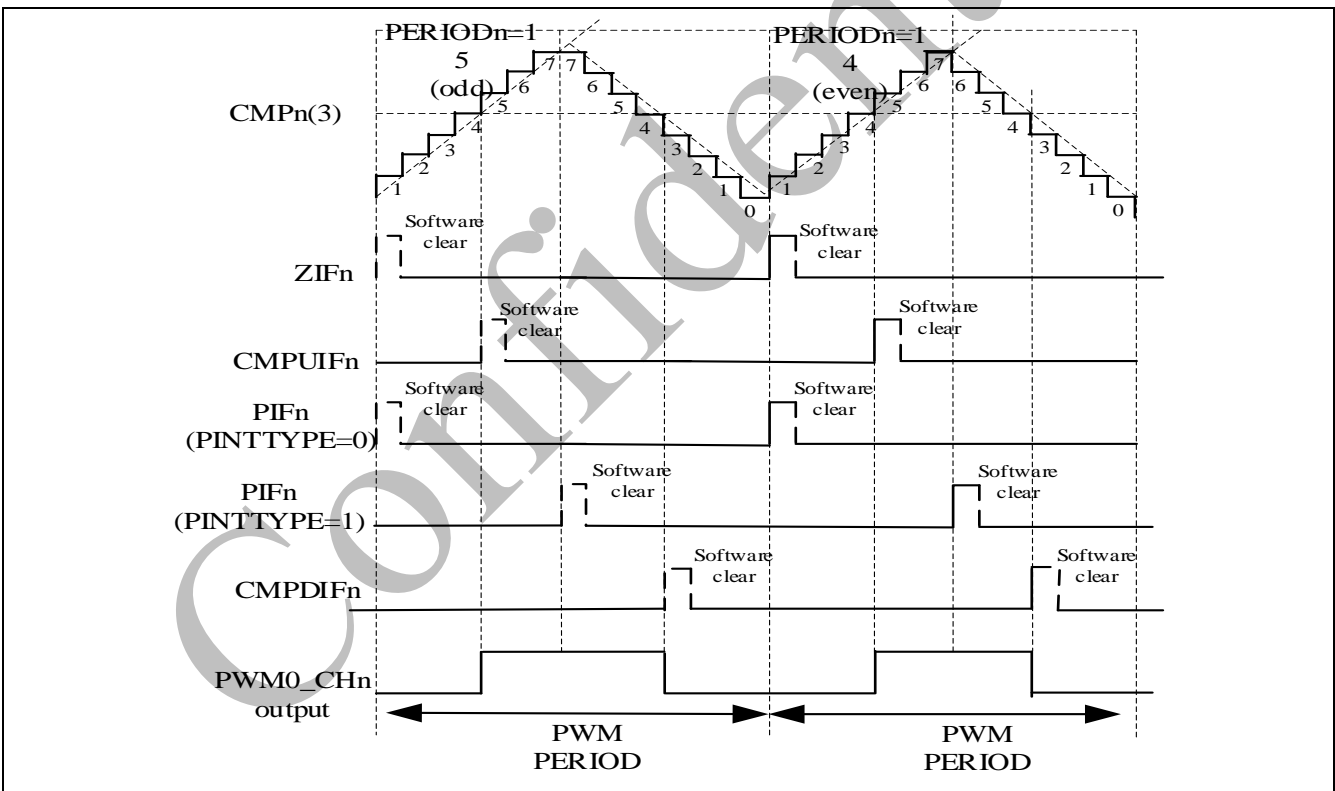 PERIODn=1
5
(odd)
PERIODn=1
4
(even)
CMPn(3)
1
2
3
4
5
6
7
7
6
5
4
3
2
1
0
1
2
3
4
5
6
7
6
5
4
3
2
1
0
ZIFn
Software
clear
Software
clear
CMPUIFn
Software
clear
Software
clear
PIFn
(PINTTYPE=0)
Software
clear
Software
clear
PIFn
(PINTTYPE=1)
Software
clear
Software
clear
CMPDIFn
Software
clear
Software
clear
PWM0_CHn
output
PWM
PERIOD
PWM
PERIOD
Confident